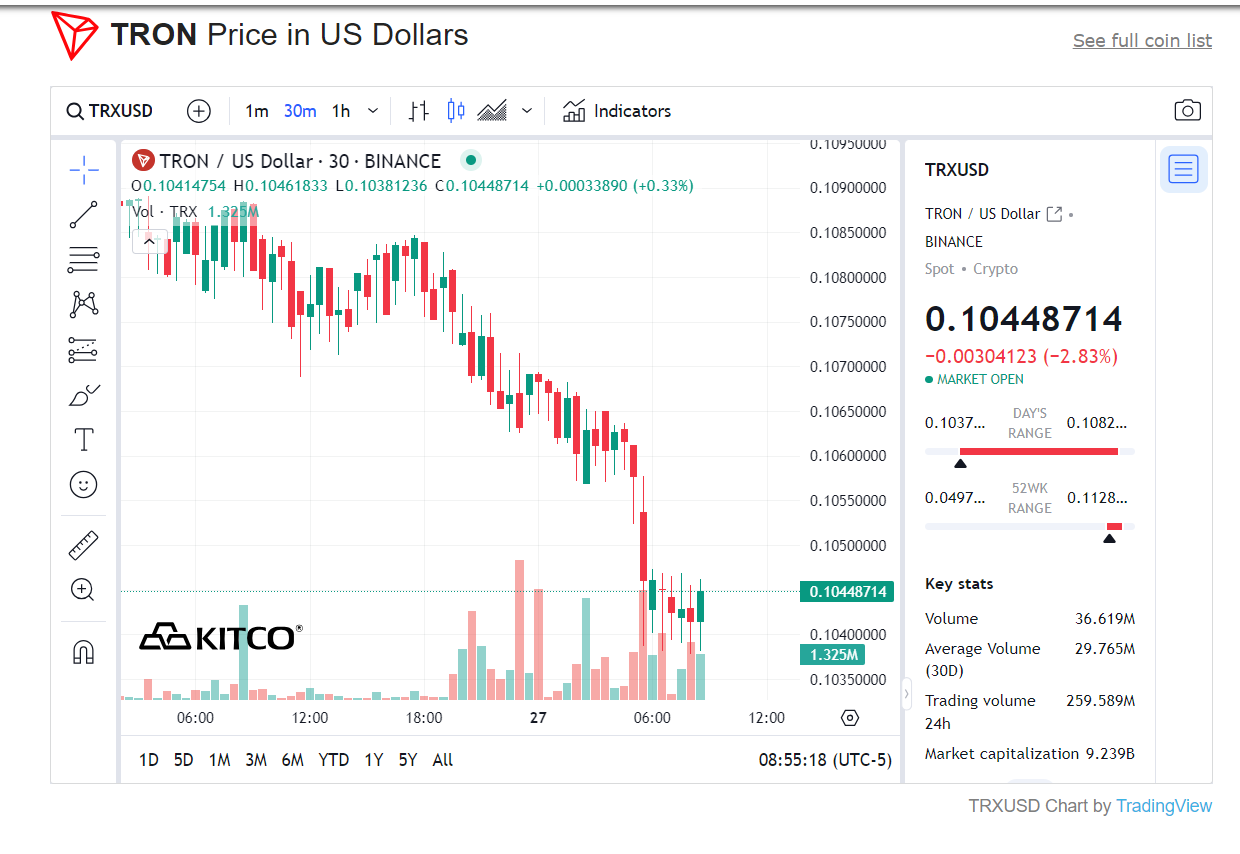 TRON Price in US Dollars
See full coin list
TRXUSD 1m 30m 1h Indicators
TRON / US Dollar · 30 · BINANCE
O0.10414754 H0.10461833 L0.10381236 C0.10448714 +0.00033890 (+0.33%)
Vol · TRX 1.325M
0.10950000
0.10900000
0.10850000
0.10800000
0.10750000
0.10700000
0.10650000
0.10600000
0.10550000
0.10500000
0.10448714
0.10400000
1.325M
0.10350000
KITCO®
06:00 12:00 18:00 27 06:00 12:00
1D 5D 1M 3M 6M YTD 1Y 5Y All
08:55:18 (UTC-5)
TRXUSD
TRON / US Dollar
BINANCE
Spot • Crypto
0.10448714
−0.00304123 (−2.83%)
MARKET OPEN
0.1037... DAY'S RANGE 0.1082...
0.0497... 52WK RANGE 0.1128...
Key stats
Volume 36.619M
Average Volume (30D) 29.765M
Trading volume 24h 259.589M
Market capitalization 9.239B
TRXUSD Chart by TradingView